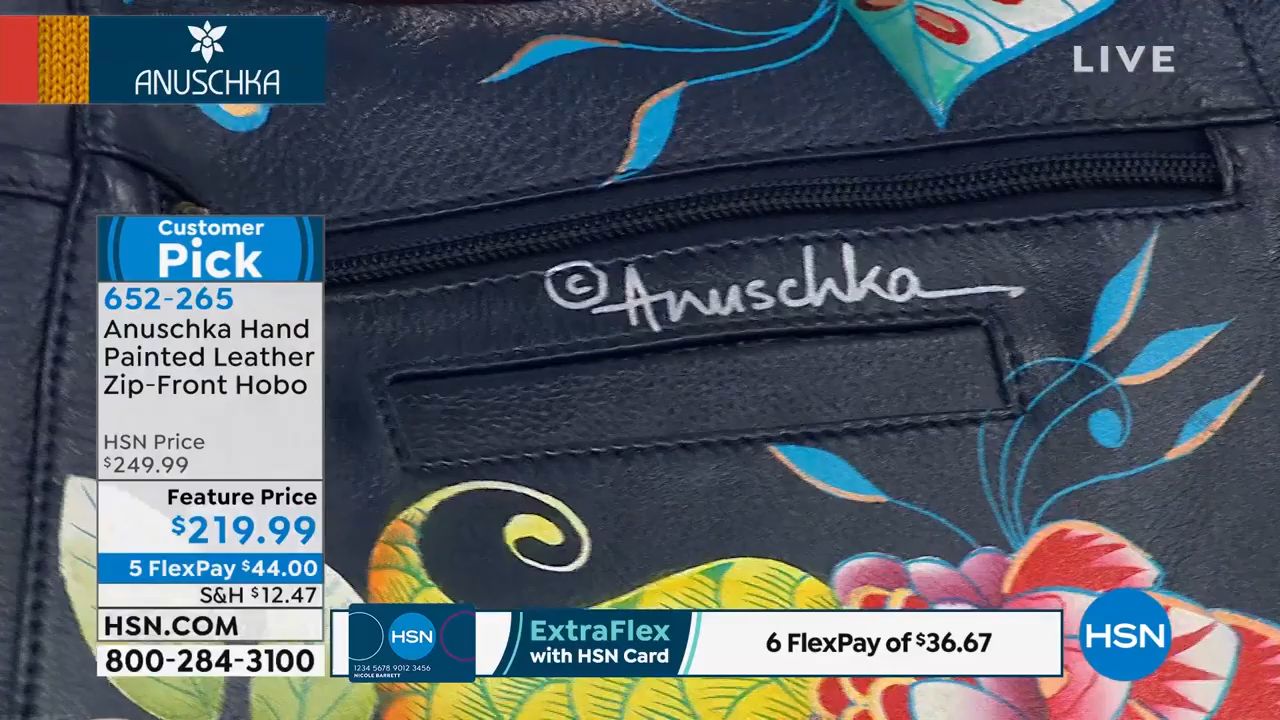 ANUSCHKA
LIVE
Customer
Pick
652-265
Anuschka Hand
Painted Leather
Zip-Front Hobo
HSN Price
$249.99
Feature Price
$219.99
5 FlexPay $44.00
S&H $12.47
HSN.COM
800-284-3100
©Anuschka
HSN
1234 5678 9012 3456
NICOLE BARRETT
ExtraFlex
with HSN Card
6 FlexPay of $36.67
HSN